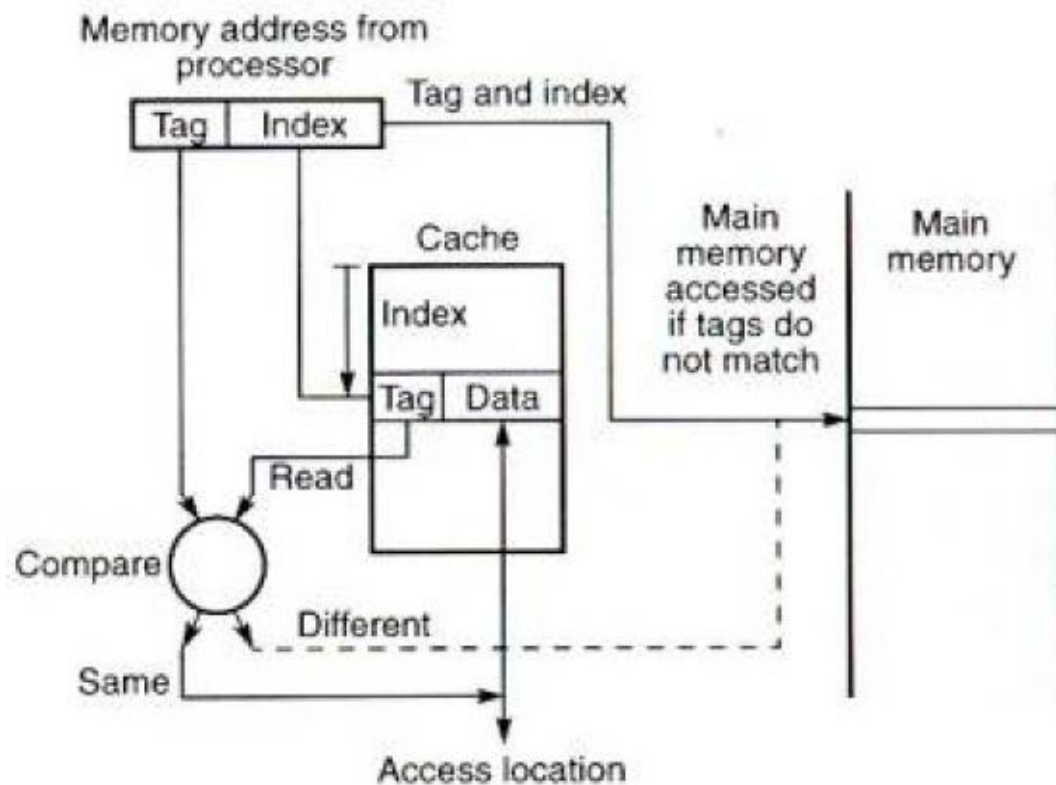 Memory address from
processor
Tag and index
Tag Index
Cache
Main
memory
accessed
if tags do
not match
Main
memory
Index
Tag Data
Read
Compare
Different
Same
Access location